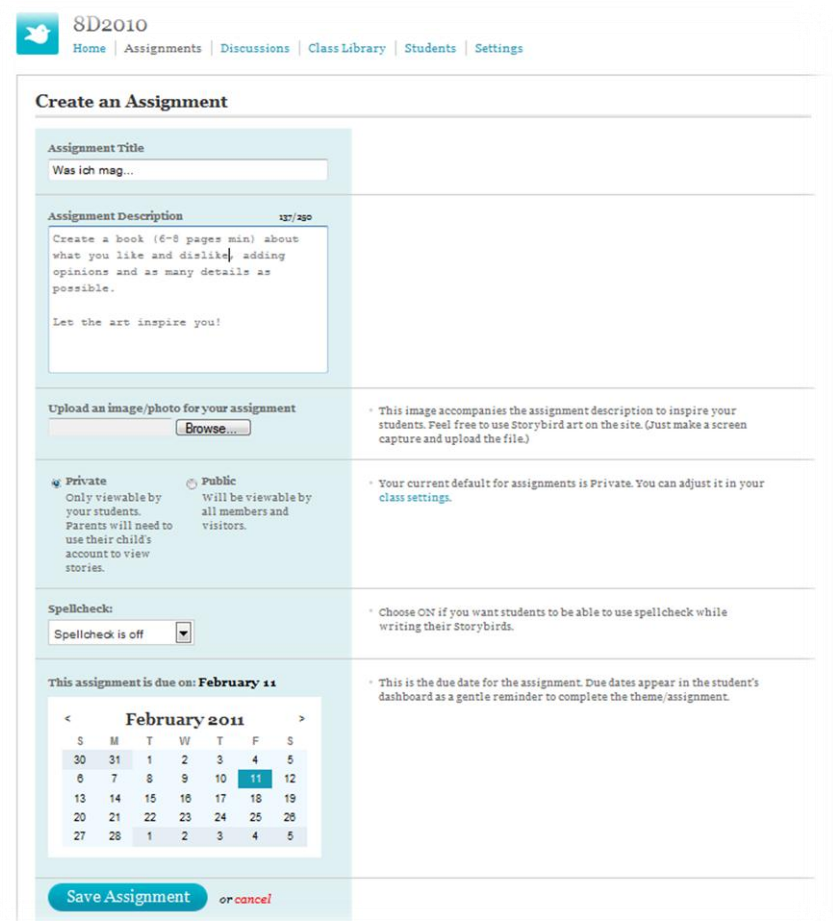 8D2010
Home | Assignments | Discussions | Class Library | Students | Settings
Create an Assignment
Assignment Title
Was ich mag...
Assignment Description 137/250
Create a book (6-8 pages min) about
what you like and dislike, adding
opinions and as many details as
possible.
Let the art inspire you!
Upload an image/photo for your assignment
Browse...
This image accompanies the assignment description to inspire your
students. Feel free to use Storybird art on the site. (Just make a screen
capture and upload the file.)
Private
Only viewable by
your students.
Parents will need to
use their child's
account to view
stories.
Public
Will be viewable by
all members and
visitors.
Your current default for assignments is Private. You can adjust it in your
class settings.
Spellcheck:
Spellcheck is off
Choose ON if you want students to be able to use spellcheck while
writing their Storybirds.
This assignment is due on: February 11
< February 2011 >
S M T W T F S
30 31 1 2 3 4 5
6 7 8 9 10 11 12
13 14 15 16 17 18 19
20 21 22 23 24 25 26
27 28 1 2 3 4 5
This is the due date for the assignment. Due dates appear in the student's
dashboard as a gentle reminder to complete the theme/assignment.
Save Assignment or cancel